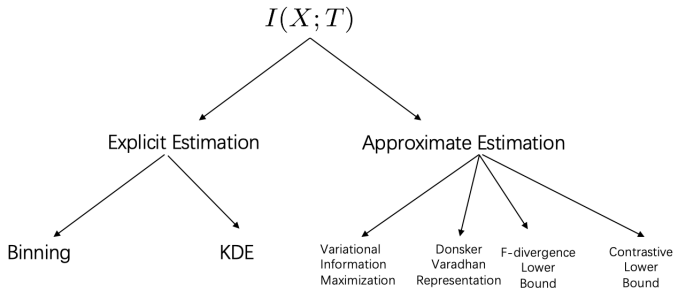 I(X;T)
Explicit Estimation
Approximate Estimation
Binning
KDE
Variational
Information
Maximization
Donsker
Varadhan
Representation
F-divergence
Lower
Bound
Contrastive
Lower
Bound